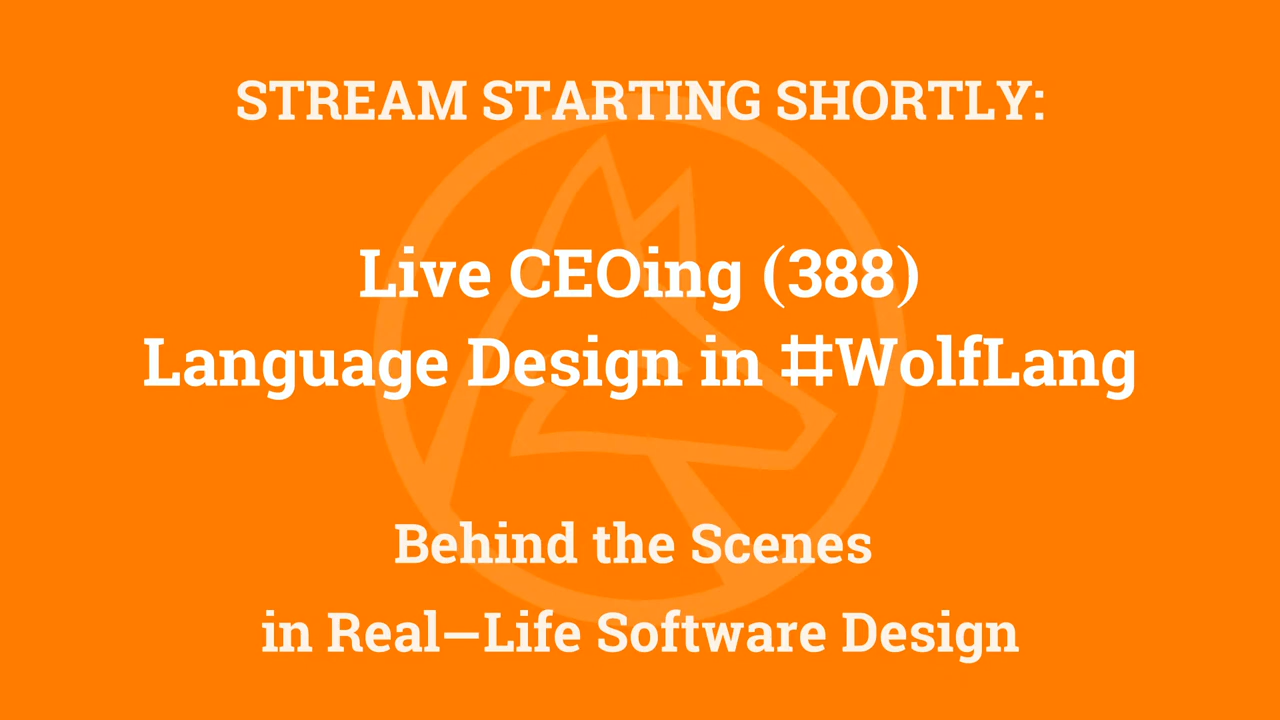 STREAM STARTING SHORTLY:
Live CEOing (388)
Language Design in #WolfLang
Behind the Scenes
in Real—Life Software Design